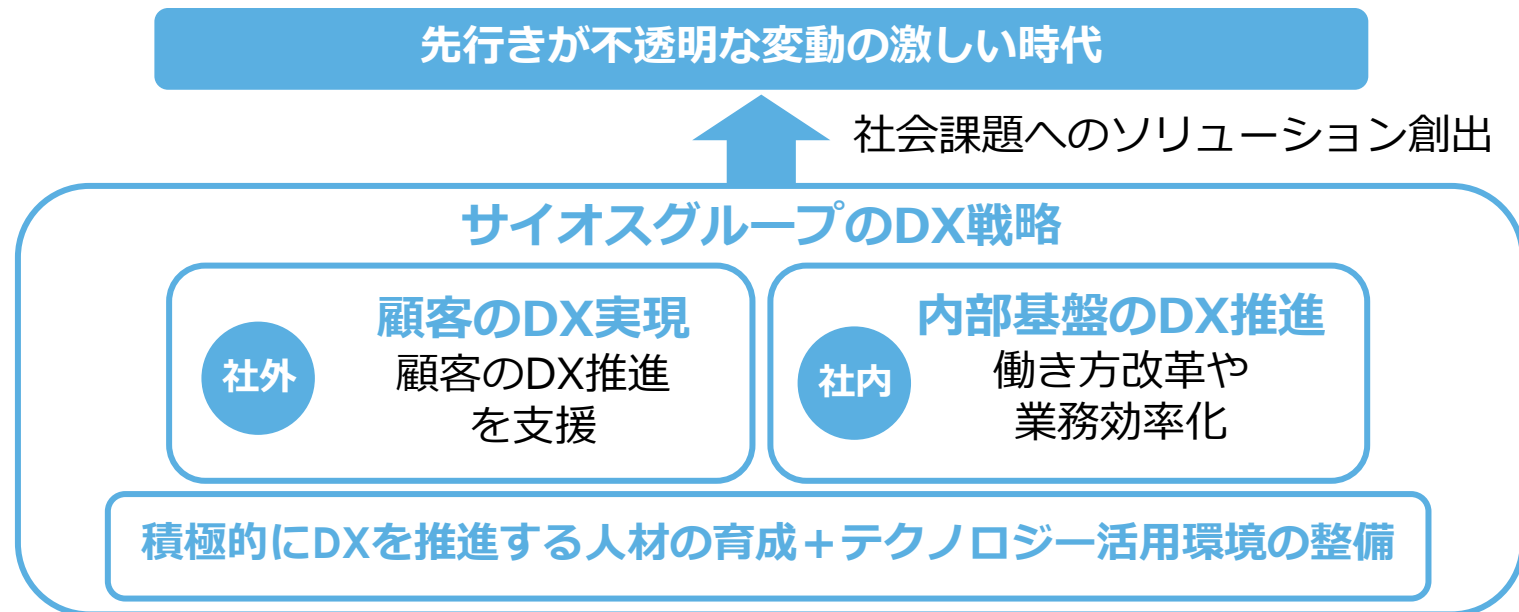 先行きが不透明な変動の激しい時代
社会課題へのソリューション創出
サイオスグループのDX戦略
社外
顧客のDX実現
顧客のDX推進
を支援
社内
内部基盤のDX推進
働き方改革や
業務効率化
積極的にDXを推進する人材の育成＋テクノロジー活用環境の整備